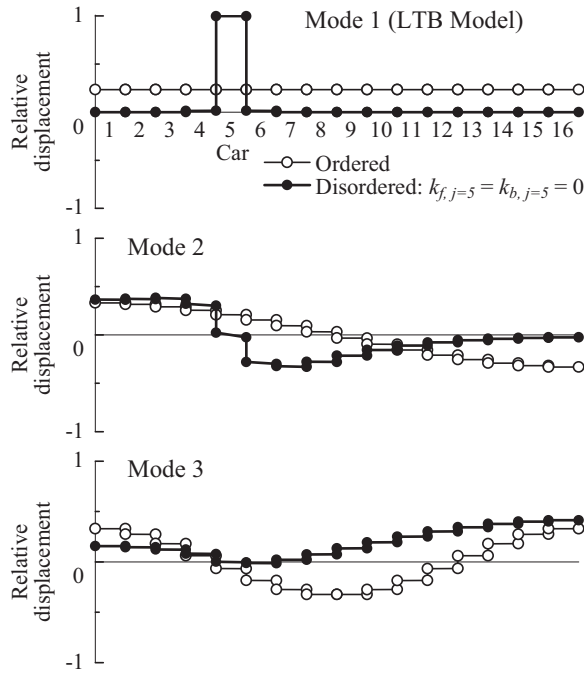 Mode 1 (LTB Model)
1
0
-1
Relative
displacement
1 2 3 4 5 6 7 8 9 10 11 12 13 14 15 16
Car
Ordered
Disordered: k_{f, j=5} = k_{b, j=5} = 0
Mode 2
1
0
-1
Relative
displacement
Mode 3
1
0
-1
Relative
displacement